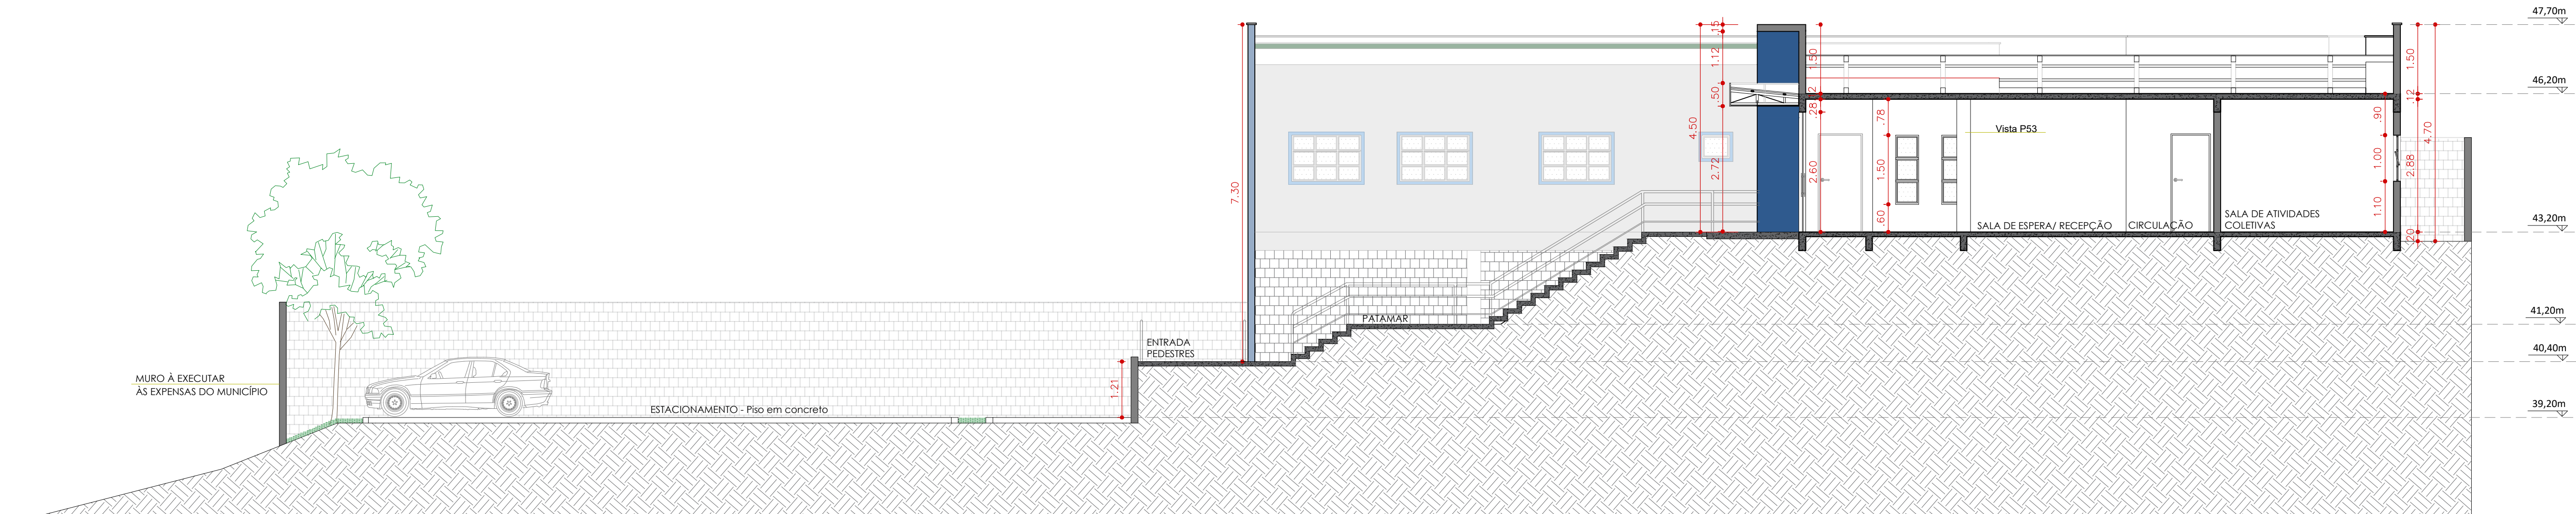 47,70m
46,20m
43,20m
41,20m
40,40m
39,20m
7.30
4.50
.15
1.12
.50
2.72
1.50
.12
.28
2.60
.78
1.50
.60
Vista P53
.90
1.00
1.10
1.50
.12
2.88
.20
4.70
SALA DE ESPERA/ RECEPÇÃO
CIRCULAÇÃO
SALA DE ATIVIDADES
COLETIVAS
PATAMAR
ENTRADA
PEDESTRES
1.21
MURO À EXECUTAR
ÀS EXPENSAS DO MUNICÍPIO
ESTACIONAMENTO - Piso em concreto